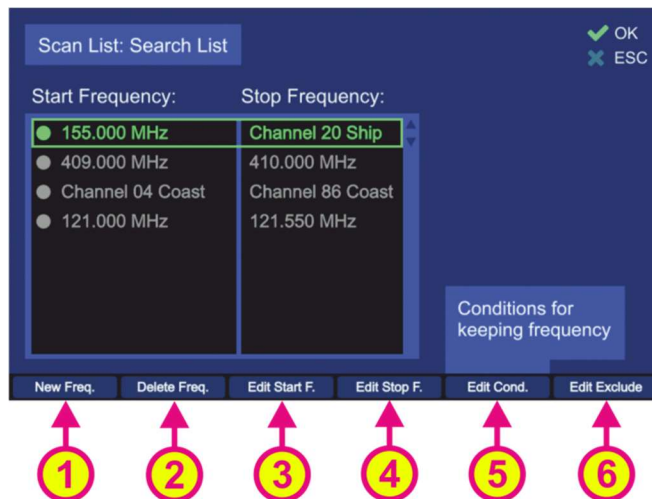 Scan List: Search List
OK
ESC
Start Frequency: Stop Frequency:
155.000 MHz Channel 20 Ship
409.000 MHz 410.000 MHz
Channel 04 Coast Channel 86 Coast
121.000 MHz 121.550 MHz
Conditions for
keeping frequency
New Freq. Delete Freq. Edit Start F. Edit Stop F. Edit Cond. Edit Exclude
1 2 3 4 5 6